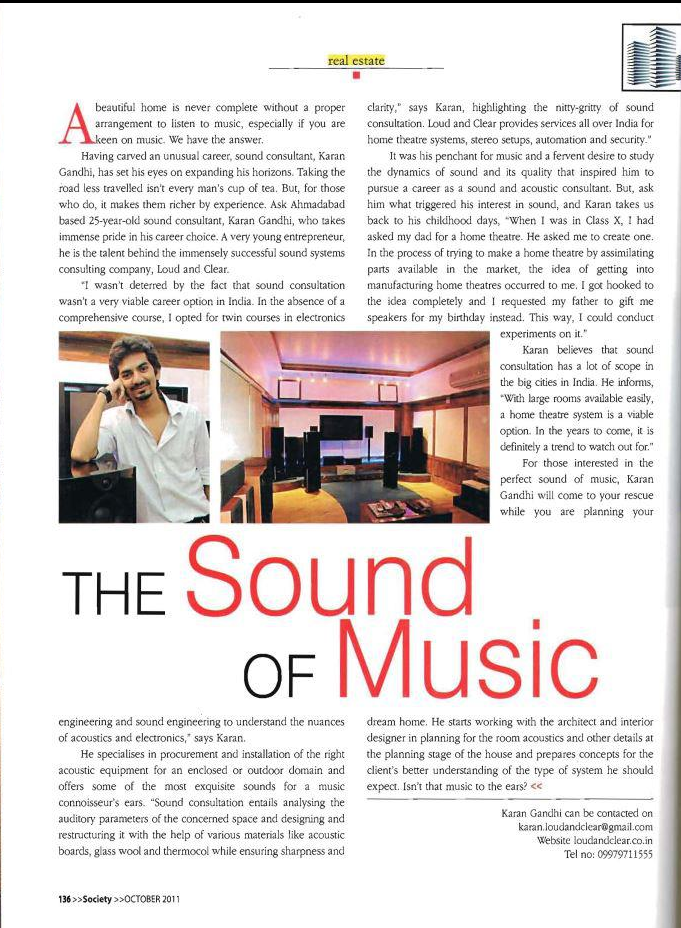 real estate
A beautiful home is never complete without a proper
arrangement to listen to music, especially if you are
keen on music. We have the answer.
Having carved an unusual career, sound consultant, Karan
Gandhi, has set his eyes on expanding his horizons. Taking the
road less travelled isn't every man's cup of tea. But, for those
who do, it makes them richer by experience. Ask Ahmadabad
based 25-year-old sound consultant, Karan Gandhi, who takes
immense pride in his career choice. A very young entrepreneur,
he is the talent behind the immensely successful sound systems
consulting company, Loud and Clear.
"I wasn't deterred by the fact that sound consultation
wasn't a very viable career option in India. In the absence of a
comprehensive course, I opted for twin courses in electronics
THE Sound
OF Music
engineering and sound engineering to understand the nuances
of acoustics and electronics," says Karan.
He specialises in procurement and installation of the right
acoustic equipment for an enclosed or outdoor domain and
offers some of the most exquisite sounds for a music
connoisseur's ears. "Sound consultation entails analysing the
auditory parameters of the concerned space and designing and
restructuring it with the help of various materials like acoustic
boards, glass wool and thermocol while ensuring sharpness and
clarity," says Karan, highlighting the nitty-gritty of sound
consultation. Loud and Clear provides services all over India for
home theatre systems, stereo setups, automation and security."
It was his penchant for music and a fervent desire to study
the dynamics of sound and its quality that inspired him to
pursue a career as a sound and acoustic consultant. But, ask
him what triggered his interest in sound, and Karan takes us
back to his childhood days, "When I was in Class X, I had
asked my dad for a home theatre. He asked me to create one.
In the process of trying to make a home theatre by assimilating
parts available in the market, the idea of getting into
manufacturing home theatres occurred to me. I got hooked to
the idea completely and I requested my father to gift me
speakers for my birthday instead. This way, I could conduct
experiments on it."
Karan believes that sound
consultation has a lot of scope in
the big cities in India. He informs,
"With large rooms available easily,
a home theatre system is a viable
option. In the years to come, it is
definitely a trend to watch out for."
For those interested in the
perfect sound of music, Karan
Gandhi will come to your rescue
while you are planning your
dream home. He starts working with the architect and interior
designer in planning for the room acoustics and other details at
the planning stage of the house and prepares concepts for the
client's better understanding of the type of system he should
expect. Isn't that music to the ears? <<
Karan Gandhi can be contacted on
karan.loudandclear@gmail.com
Website loudandclear.co.in
Tel no: 09979711555
136 >>Society >>OCTOBER 2011